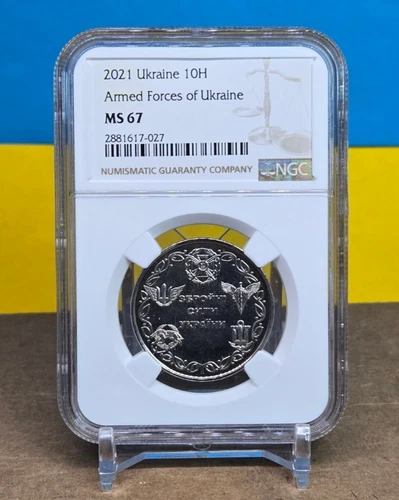 2021 Ukraine 10H
Armed Forces of Ukraine
MS 67
2881617-027
NUMISMATIC GUARANTY COMPANY
NGC
ЗБРОЙНІ
СИЛИ
УКРАЇНИ